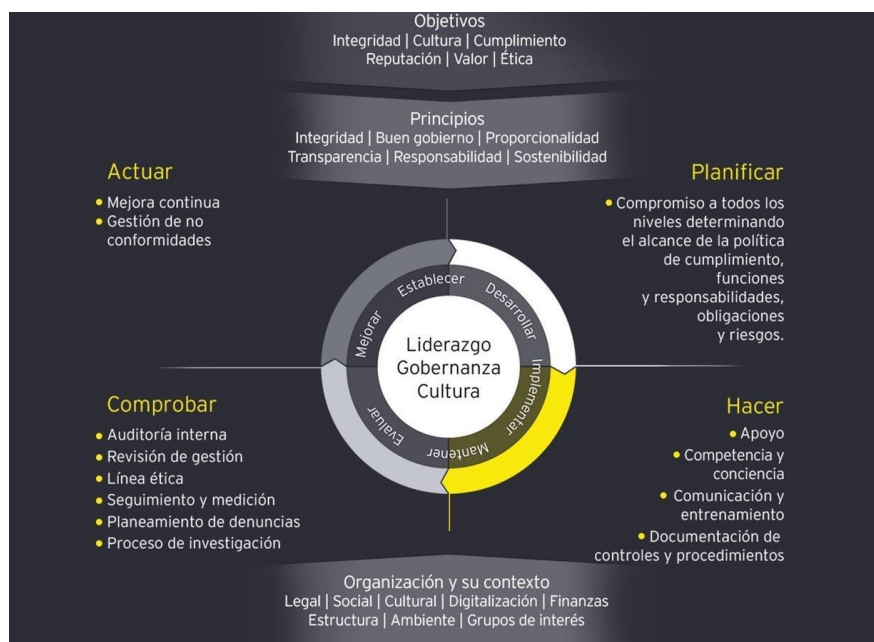 Objetivos
Integridad | Cultura | Cumplimiento
Reputación | Valor | Ética
Principios
Integridad | Buen gobierno | Proporcionalidad
Transparencia | Responsabilidad | Sostenibilidad
Actuar
• Mejora continua
• Gestión de no
conformidades
Planificar
• Compromiso a todos los
niveles determinando
el alcance de la política
de cumplimiento,
funciones
y responsabilidades,
obligaciones
y riesgos.
Establecer
Desarrollar
Implementar
Mantener
Evaluar
Mejorar
Liderazgo
Gobernanza
Cultura
Comprobar
• Auditoría interna
• Revisión de gestión
• Línea ética
• Seguimiento y medición
• Planeamiento de denuncias
• Proceso de investigación
Hacer
• Apoyo
• Competencia y
conciencia
• Comunicación y
entrenamiento
• Documentación de
controles y procedimientos
Organización y su contexto
Legal | Social | Cultural | Digitalización | Finanzas
Estructura | Ambiente | Grupos de interés